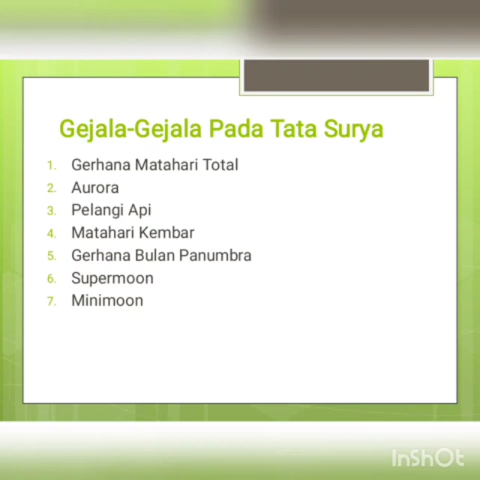 Gejala-Gejala Pada Tata Surya
1. Gerhana Matahari Total
2. Aurora
3. Pelangi Api
4. Matahari Kembar
5. Gerhana Bulan Panumbra
6. Supermoon
7. Minimoon
InShOt